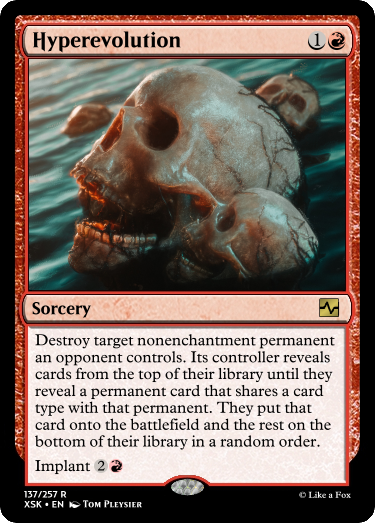 Hyperevolution 1
Sorcery
Destroy target nonenchantment permanent
an opponent controls. Its controller reveals
cards from the top of their library until they
reveal a permanent card that shares a card
type with that permanent. They put that
card onto the battlefield and the rest on the
bottom of their library in a random order.
Implant 2
137/257 R
XSK • EN Tom Pleysier
© Like a Fox